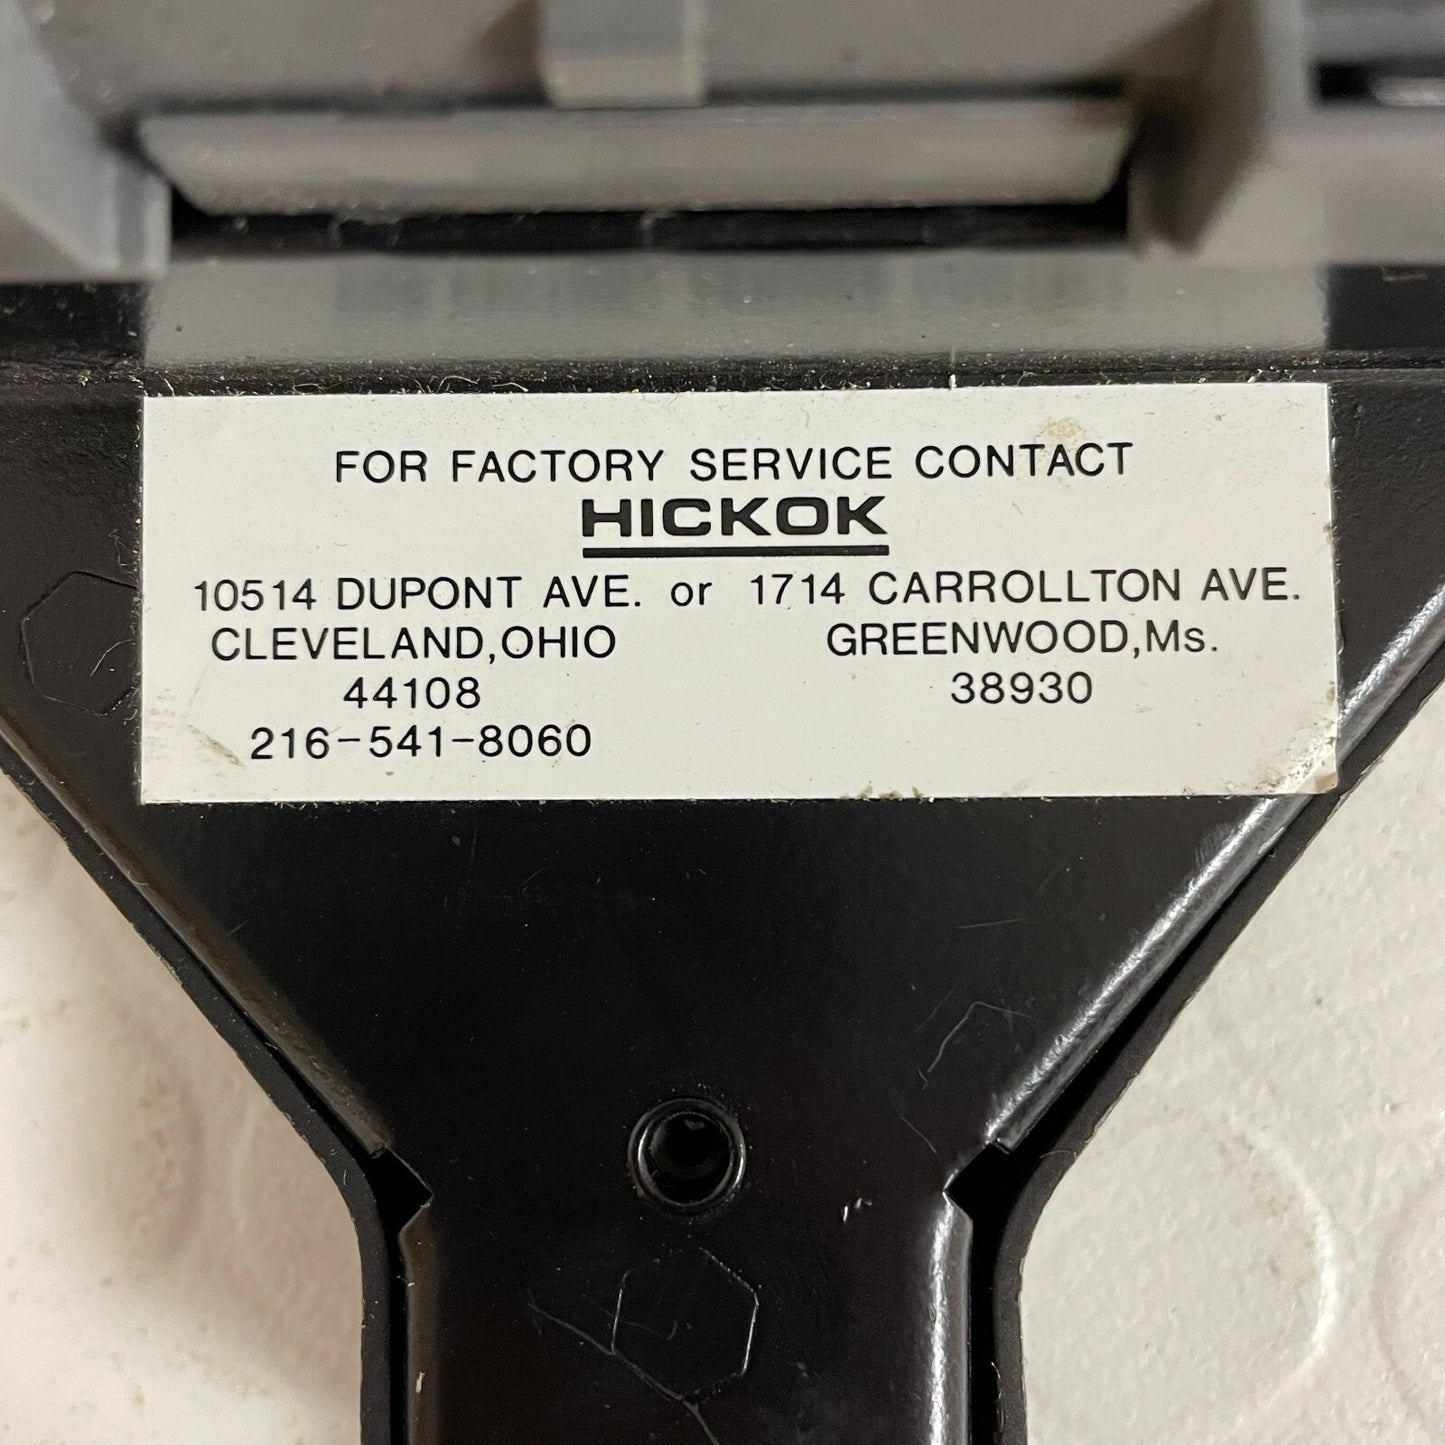 FOR FACTORY SERVICE CONTACT
HICKOK
10514 DUPONT AVE. or 1714 CARROLLTON AVE.
CLEVELAND,OHIO GREENWOOD,Ms.
44108 38930
216-541-8060